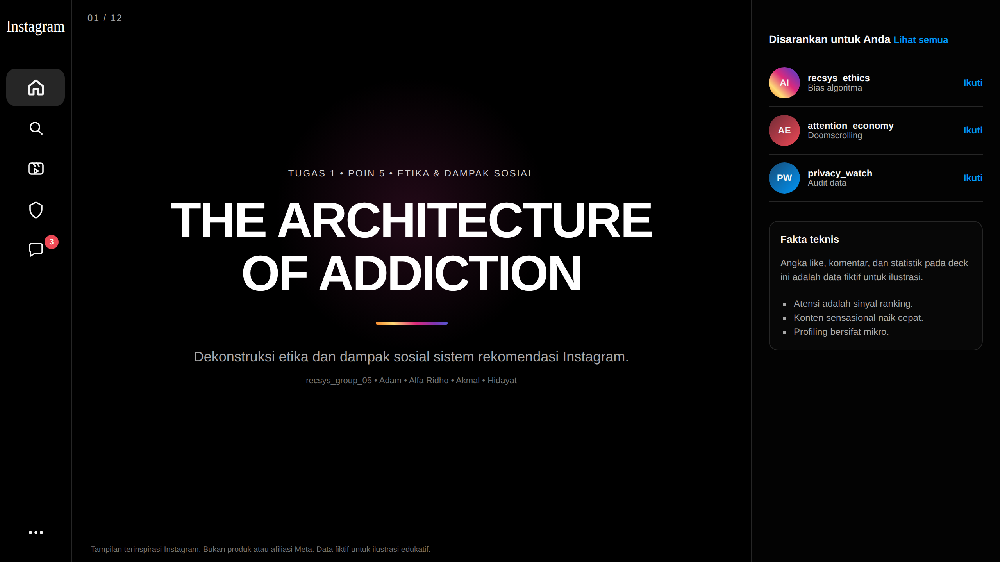 Instagram
3
01 / 12
TUGAS 1 • POIN 5 • ETIKA & DAMPAK SOSIAL
THE ARCHITECTURE
OF ADDICTION
Dekonstruksi etika dan dampak sosial sistem rekomendasi Instagram.
recsys_group_05 • Adam • Alfa Ridho • Akmal • Hidayat
Tampilan terinspirasi Instagram. Bukan produk atau afiliasi Meta. Data fiktif untuk ilustrasi edukatif.
Disarankan untuk Anda Lihat semua
AI
recsys_ethics
Bias algoritma
Ikuti
AE
attention_economy
Doomscrolling
Ikuti
PW
privacy_watch
Audit data
Ikuti
Fakta teknis
Angka like, komentar, dan statistik pada deck
ini adalah data fiktif untuk ilustrasi.
• Atensi adalah sinyal ranking.
• Konten sensasional naik cepat.
• Profiling bersifat mikro.